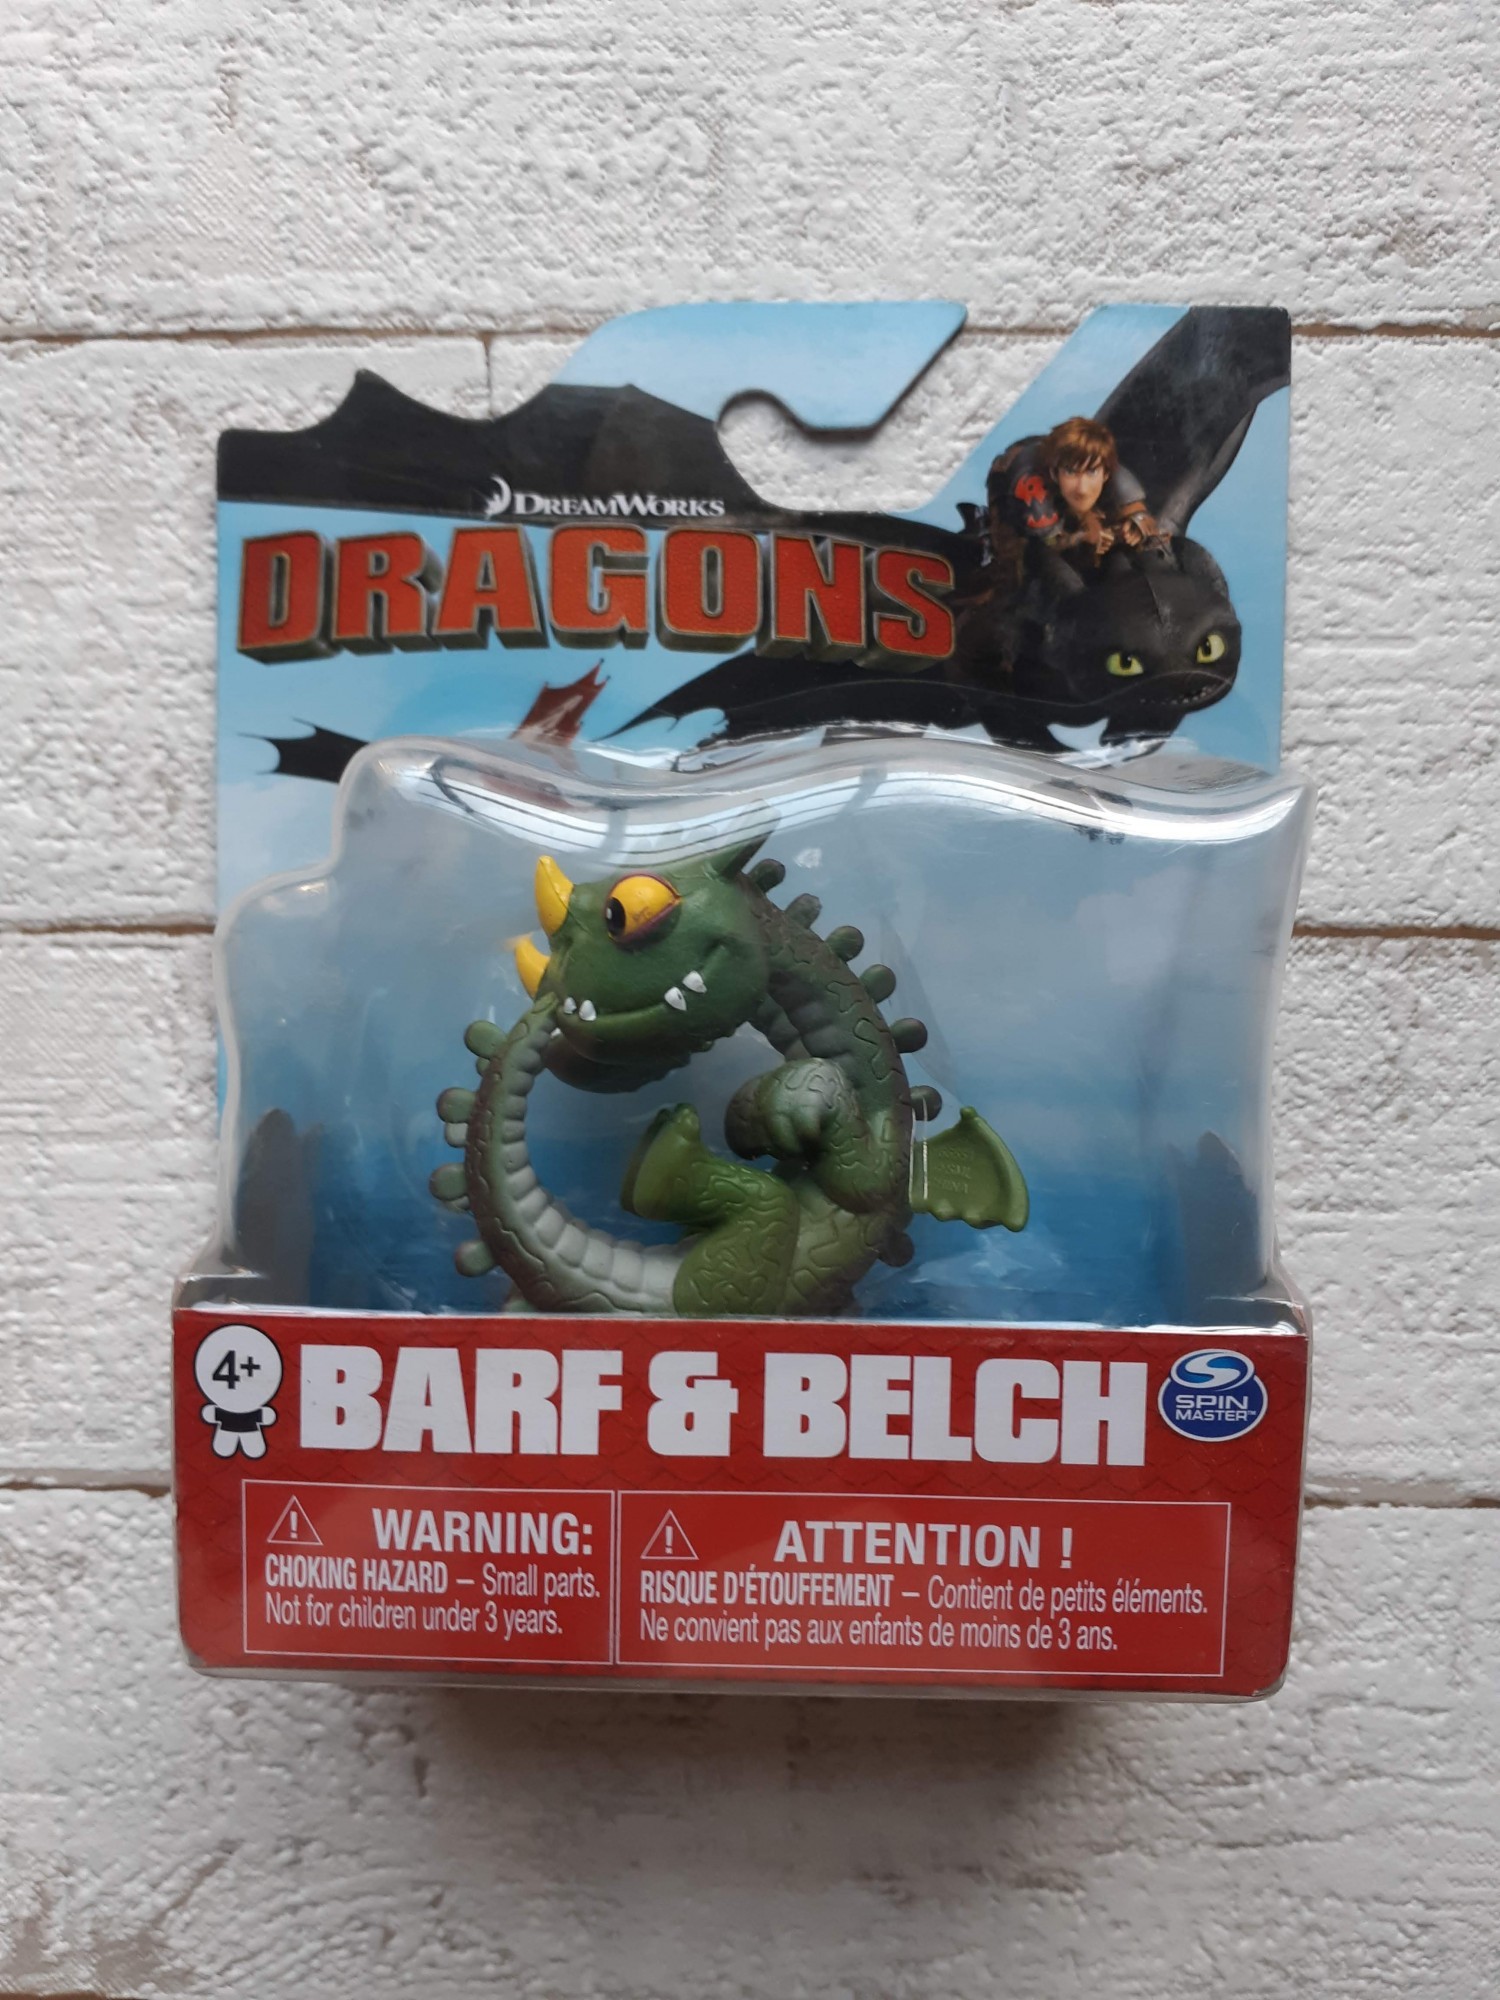 DREAMWORKS
DRAGONS
4+
BARF & BELCH
SPIN
MASTER™
WARNING:
CHOKING HAZARD – Small parts.
Not for children under 3 years.
ATTENTION !
RISQUE D'ÉTOUFFEMENT – Contient de petits éléments.
Ne convient pas aux enfants de moins de 3 ans.